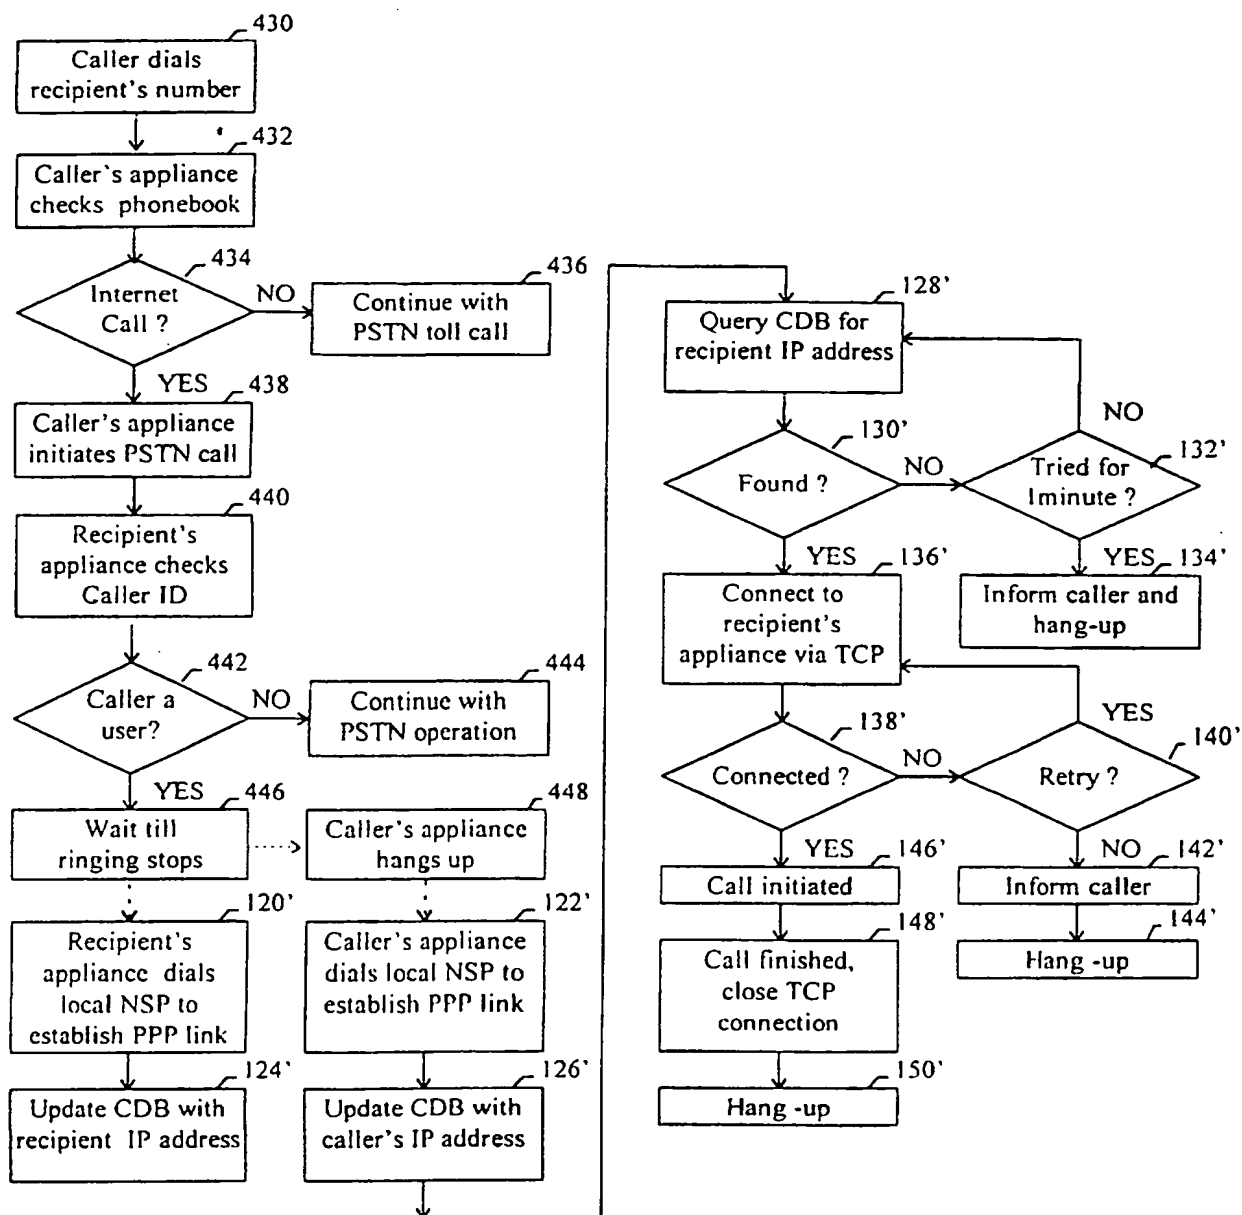 430
Caller dials
recipient's number
432
Caller's appliance
checks phonebook
434
Internet
Call ?
NO
436
Continue with
PSTN toll call
YES
438
Caller's appliance
initiates PSTN call
440
Recipient's
appliance checks
Caller ID
442
Caller a
user?
NO
444
Continue with
PSTN operation
YES
446
Wait till
ringing stops
448
Caller's appliance
hangs up
120'
Recipient's
appliance dials
local NSP to
establish PPP link
122'
Caller's appliance
dials local NSP to
establish PPP link
124'
Update CDB with
recipient IP address
126'
Update CDB with
caller's IP address
128'
Query CDB for
recipient IP address
130'
Found ?
NO
132'
Tried for
1minute ?
NO
YES
134'
Inform caller and
hang-up
YES
136'
Connect to
recipient's
appliance via TCP
138'
Connected ?
NO
140'
Retry ?
YES
NO
142'
Inform caller
144'
Hang -up
YES
146'
Call initiated
148'
Call finished,
close TCP
connection
150'
Hang -up